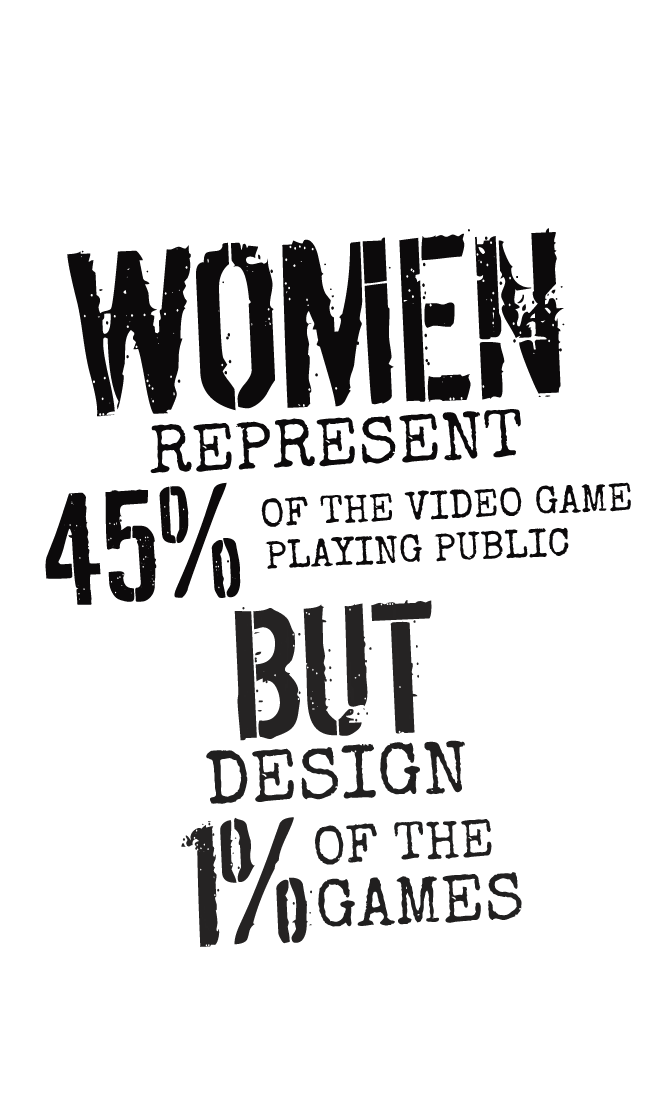 WOMEN
REPRESENT
45% OF THE VIDEO GAME
PLAYING PUBLIC
BUT
DESIGN
1% OF THE
GAMES